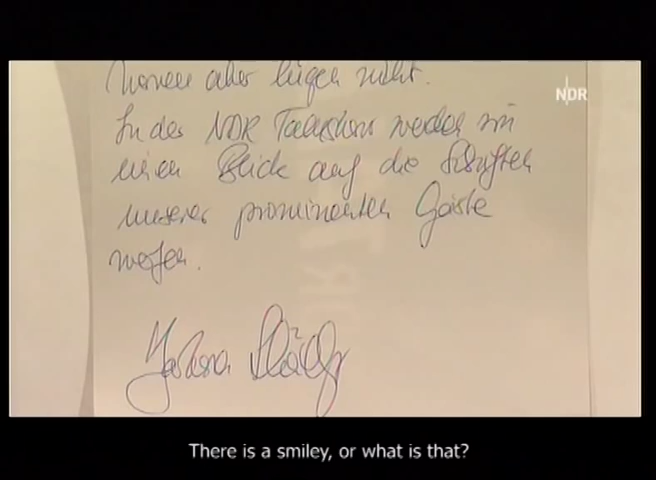 aber lügen nicht.
NDR
In der NDR Talkshow werden wir
einen Blick auf die Schriften
unserer prominenten Gäste
werfen.
There is a smiley, or what is that?